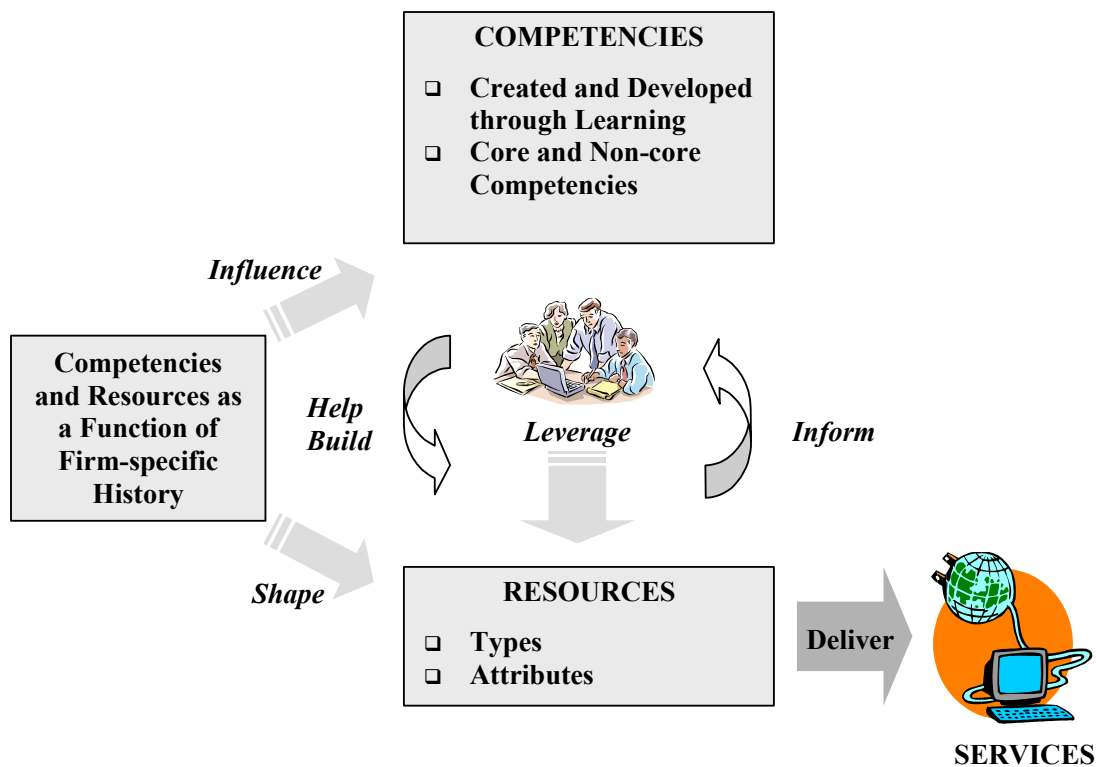 COMPETENCIES
❑ Created and Developed
through Learning
❑ Core and Non-core
Competencies
Influence
Competencies
and Resources as
a Function of
Firm-specific
History
Help
Build
Leverage
Inform
Shape
RESOURCES
❑ Types
❑ Attributes
Deliver
SERVICES